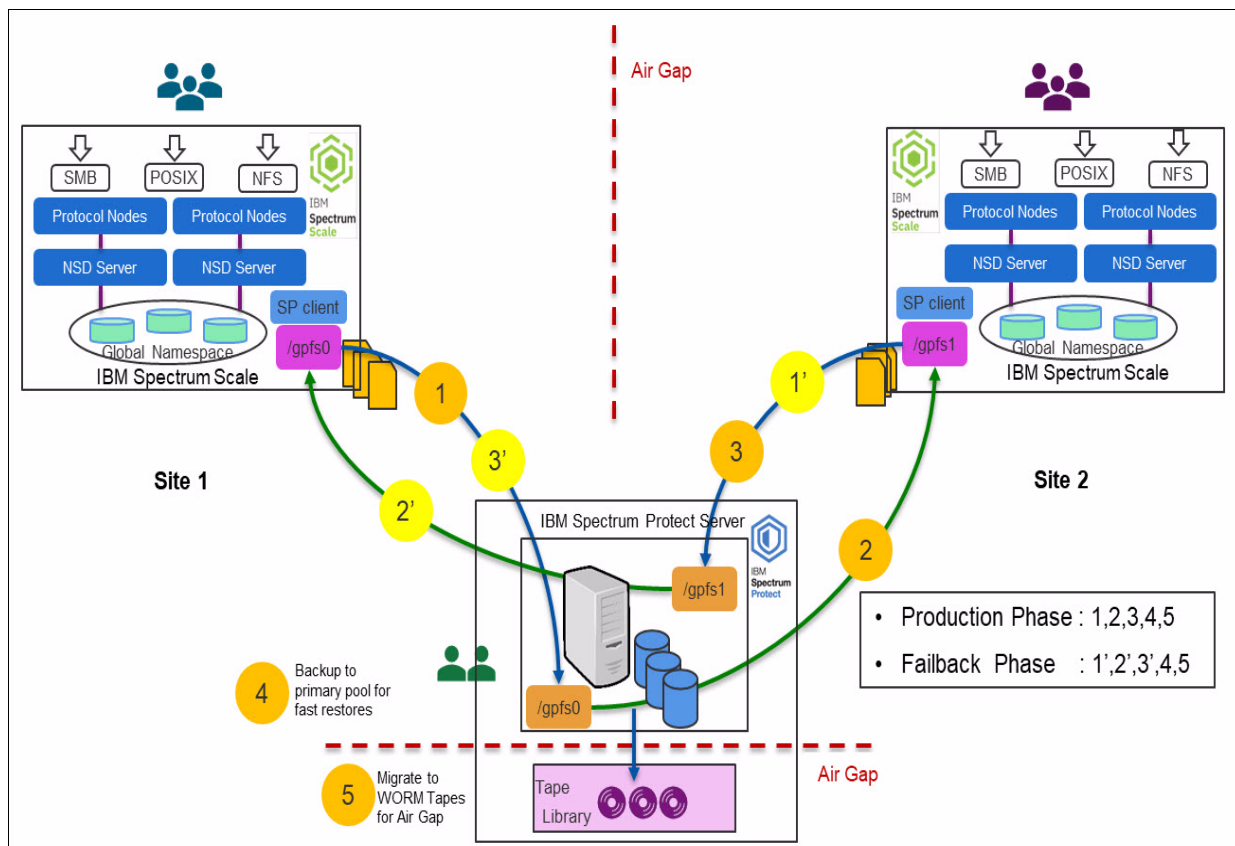 Air Gap
SMB
POSIX
NFS
Protocol Nodes
Protocol Nodes
NSD Server
NSD Server
IBM
Spectrum
Scale
SP client
/gpfs0
Global Namespace
IBM Spectrum Scale
SMB
POSIX
NFS
IBM
Spectrum
Scale
Protocol Nodes
Protocol Nodes
NSD Server
NSD Server
SP client
/gpfs1
Global Namespace
IBM Spectrum Scale
1
3’
2’
Site 1
1’
3
2
Site 2
IBM Spectrum Protect Server
IBM
Spectrum
Protect
/gpfs1
/gpfs0
• Production Phase : 1,2,3,4,5
• Failback Phase : 1’,2’,3’,4,5
4
Backup to
primary pool for
fast restores
Air Gap
5
Migrate to
WORM Tapes
for Air Gap
Tape
Library